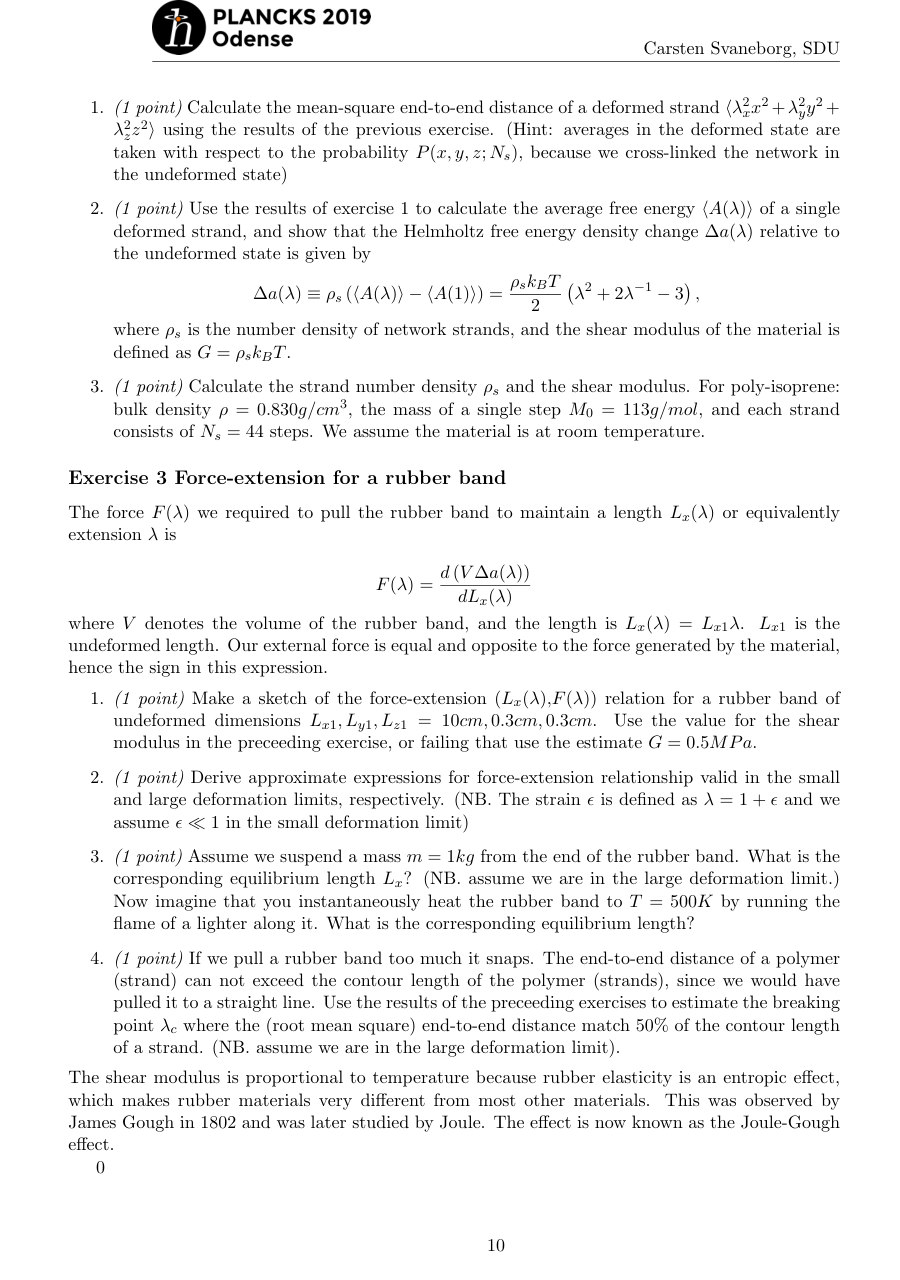 PLANCKS 2019
Odense
Carsten Svaneborg, SDU
1. (1 point) Calculate the mean-square end-to-end distance of a deformed strand ⟨λ_x^2 x^2 + λ_y^2 y^2 +
λ_z^2 z^2⟩ using the results of the previous exercise. (Hint: averages in the deformed state are
taken with respect to the probability P(x, y, z; N_s), because we cross-linked the network in
the undeformed state)
2. (1 point) Use the results of exercise 1 to calculate the average free energy ⟨A(λ)⟩ of a single
deformed strand, and show that the Helmholtz free energy density change Δa(λ) relative to
the undeformed state is given by
Δa(λ) ≡ ρ_s (⟨A(λ)⟩ − ⟨A(1)⟩) = \frac{ρ_s k_B T}{2} (λ^2 + 2λ^{-1} − 3) ,
where ρ_s is the number density of network strands, and the shear modulus of the material is
defined as G = ρ_s k_B T.
3. (1 point) Calculate the strand number density ρ_s and the shear modulus. For poly-isoprene:
bulk density ρ = 0.830g/cm^3, the mass of a single step M_0 = 113g/mol, and each strand
consists of N_s = 44 steps. We assume the material is at room temperature.
Exercise 3 Force-extension for a rubber band
The force F(λ) we required to pull the rubber band to maintain a length L_x(λ) or equivalently
extension λ is
F(λ) = \frac{d (VΔa(λ))}{dL_x(λ)}
where V denotes the volume of the rubber band, and the length is L_x(λ) = L_{x1}λ. L_{x1} is the
undeformed length. Our external force is equal and opposite to the force generated by the material,
hence the sign in this expression.
1. (1 point) Make a sketch of the force-extension (L_x(λ),F(λ)) relation for a rubber band of
undeformed dimensions L_{x1}, L_{y1}, L_{z1} = 10cm, 0.3cm, 0.3cm. Use the value for the shear
modulus in the preceeding exercise, or failing that use the estimate G = 0.5MPa.
2. (1 point) Derive approximate expressions for force-extension relationship valid in the small
and large deformation limits, respectively. (NB. The strain ϵ is defined as λ = 1 + ϵ and we
assume ϵ ≪ 1 in the small deformation limit)
3. (1 point) Assume we suspend a mass m = 1kg from the end of the rubber band. What is the
corresponding equilibrium length L_x? (NB. assume we are in the large deformation limit.)
Now imagine that you instantaneously heat the rubber band to T = 500K by running the
flame of a lighter along it. What is the corresponding equilibrium length?
4. (1 point) If we pull a rubber band too much it snaps. The end-to-end distance of a polymer
(strand) can not exceed the contour length of the polymer (strands), since we would have
pulled it to a straight line. Use the results of the preceeding exercises to estimate the breaking
point λ_c where the (root mean square) end-to-end distance match 50% of the contour length
of a strand. (NB. assume we are in the large deformation limit).
The shear modulus is proportional to temperature because rubber elasticity is an entropic effect,
which makes rubber materials very different from most other materials. This was observed by
James Gough in 1802 and was later studied by Joule. The effect is now known as the Joule-Gough
effect.
0
10